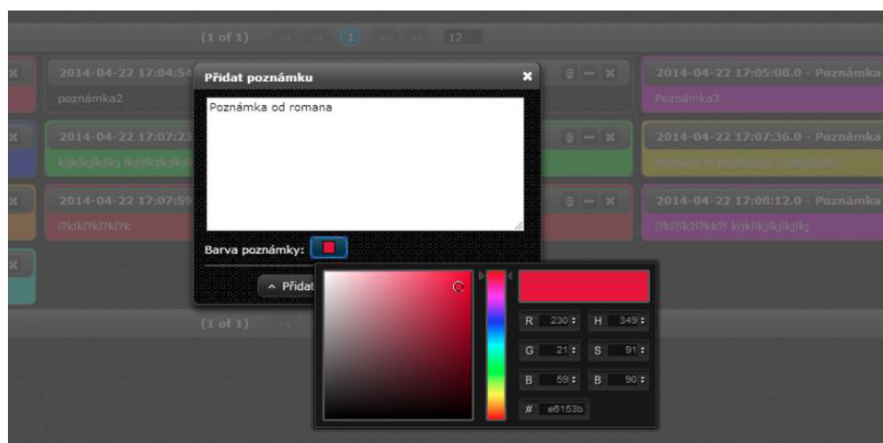 (1 of 1) 1 12
2014-04-22 17:04:54
poznámka2
2014-04-22 17:05:08.0 - Poznámka
Poznámka3
Přidat poznámku
Poznámka od romana
2014-04-22 17:07:23
2014-04-22 17:07:36.0 - Poznámka
2014-04-22 17:07:59
2014-04-22 17:08:12.0 - Poznámka
Barva poznámky:
Přidat
R 230 H 349
G 21 S 91
B 59 B 90
# e6153b
(1 of 1)